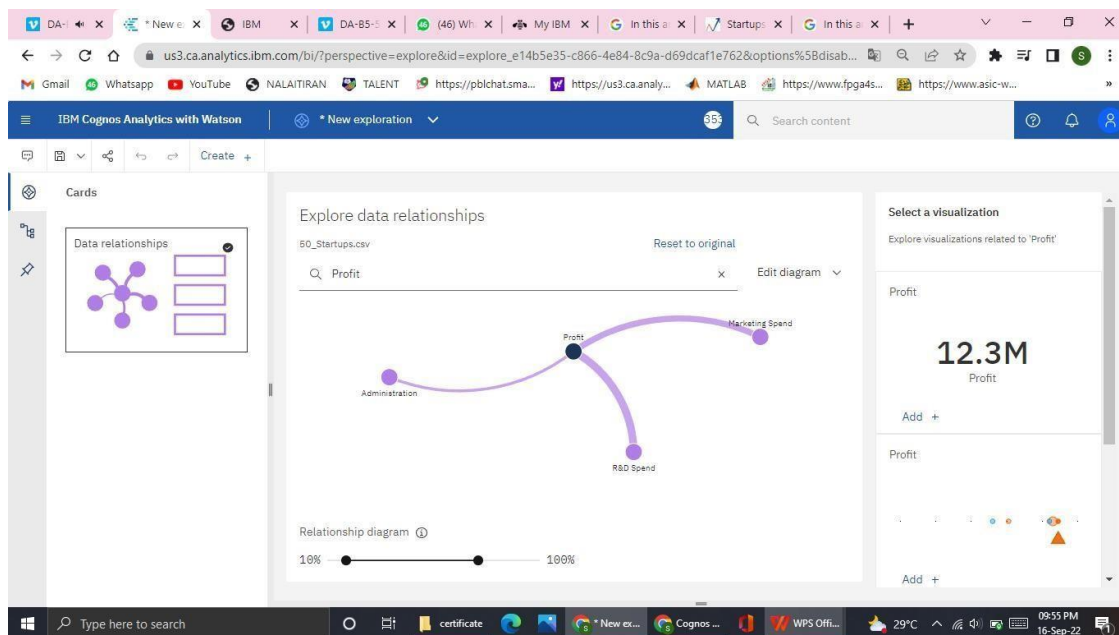 DA-I
* New e
IBM
DA-B5-5
(46) Wh
My IBM
In this a
Startups
In this a
us3.ca.analytics.ibm.com/bi/?perspective=explore&id=explore_e14b5e35-c866-4e84-8c9a-d69dcaf1e762&options%5Bdisab...
S
Gmail
Whatsapp
YouTube
NALAITIRAN
TALENT
https://pblchat.sma...
https://us3.ca.analy...
MATLAB
https://www.fpga4s...
https://www.asic-w...
»
IBM Cognos Analytics with Watson
* New exploration
353
Search content
Create +
Cards
Data relationships
Explore data relationships
50_Startups.csv
Reset to original
Profit
Edit diagram
Marketing Spend
Profit
Administration
R&D Spend
Relationship diagram
10%
100%
Select a visualization
Explore visualizations related to 'Profit'
Profit
12.3M
Profit
Add +
Profit
Add +
Type here to search
certificate
* New ex...
Cognos ...
WPS Offi...
29°C
09:55 PM
16-Sep-22